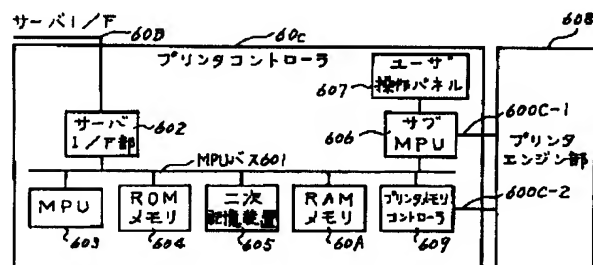 サーバI/F
60B
60C
608
プリンタコントローラ
ユーザ
操作パネル
607
サーバ
I/F部
602
サブ
MPU
606
600C-1
プリンタ
エンジン部
MPUバス601
MPU
603
ROM
メモリ
604
二次
記憶装置
605
RAM
メモリ
60A
プリンタメモリ
コントローラ
609
600C-2